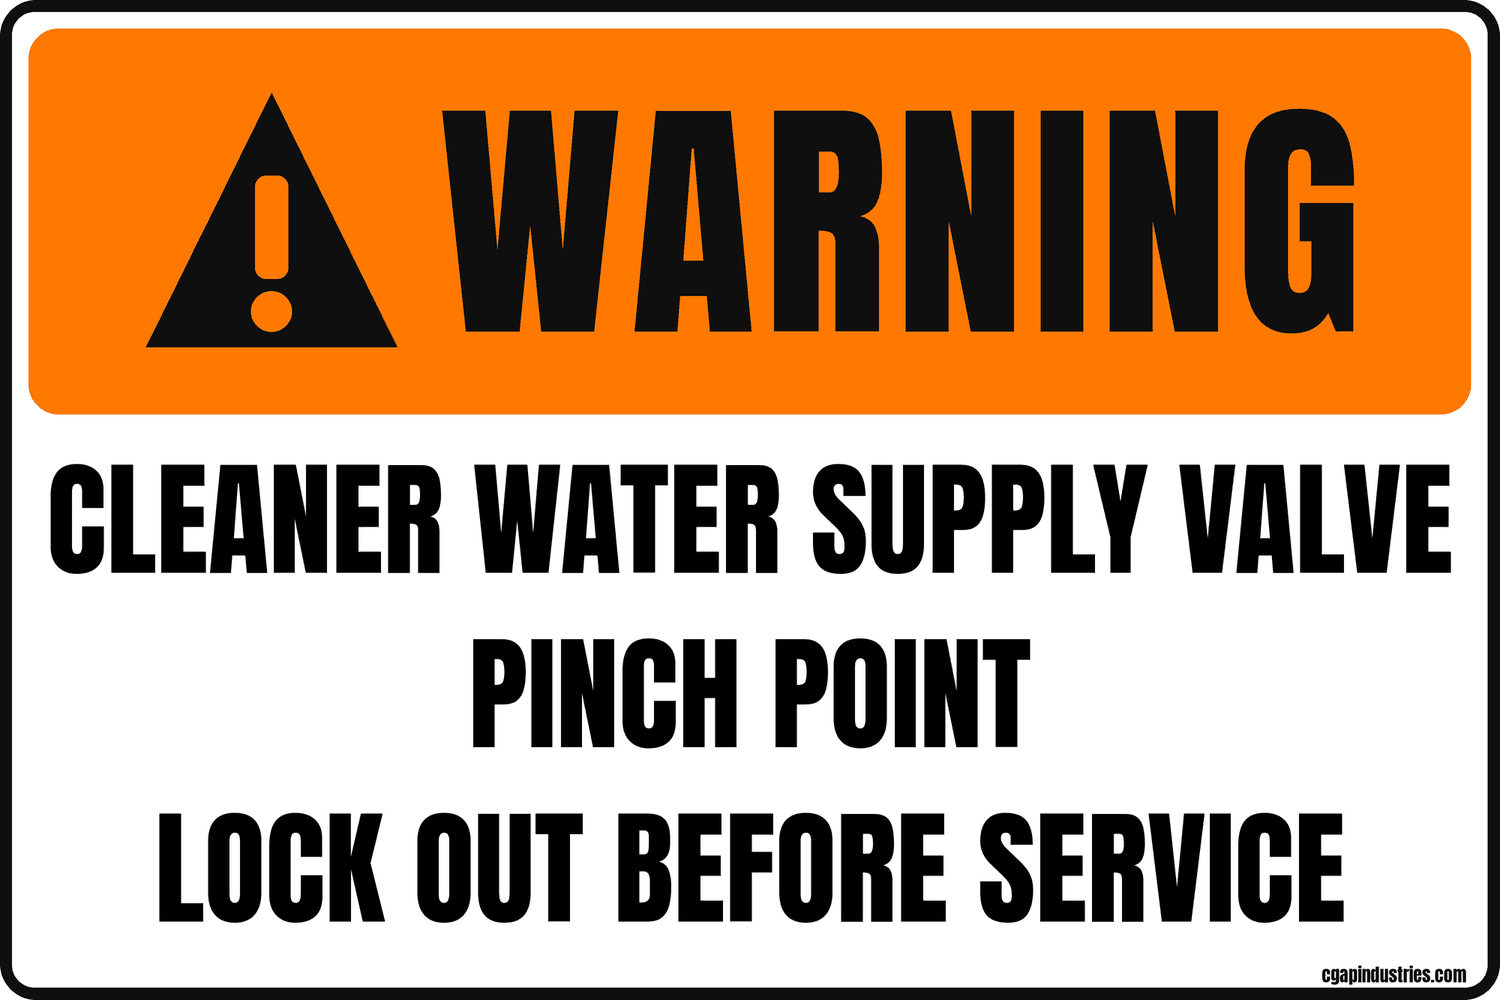 WARNING
CLEANER WATER SUPPLY VALVE
PINCH POINT
LOCK OUT BEFORE SERVICE
cgapindustries.com